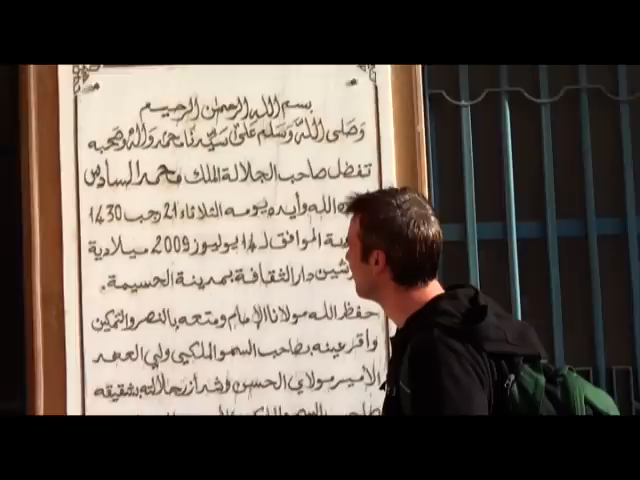 بسم الله الرحمان الرحيم
وصلى الله وسلم على سيدنا محمد وآله وصحبه
تفضل صاحب الجلالة الملك محمد السادس
الله وأيده يومه الثلاثاء 21 رجب 1430
الموافق لـ 14 يوليوز 2009 ميلادية
دار الثقافة بمدينة الحسيمة.
حفظ الله مولانا الإمام ومتعه بالنصر والتمكين
وأقر عينه بصاحب السمو الملكي ولي العهد
الأمير مولاي الحسن وشد أزر جلالته بشقيقه